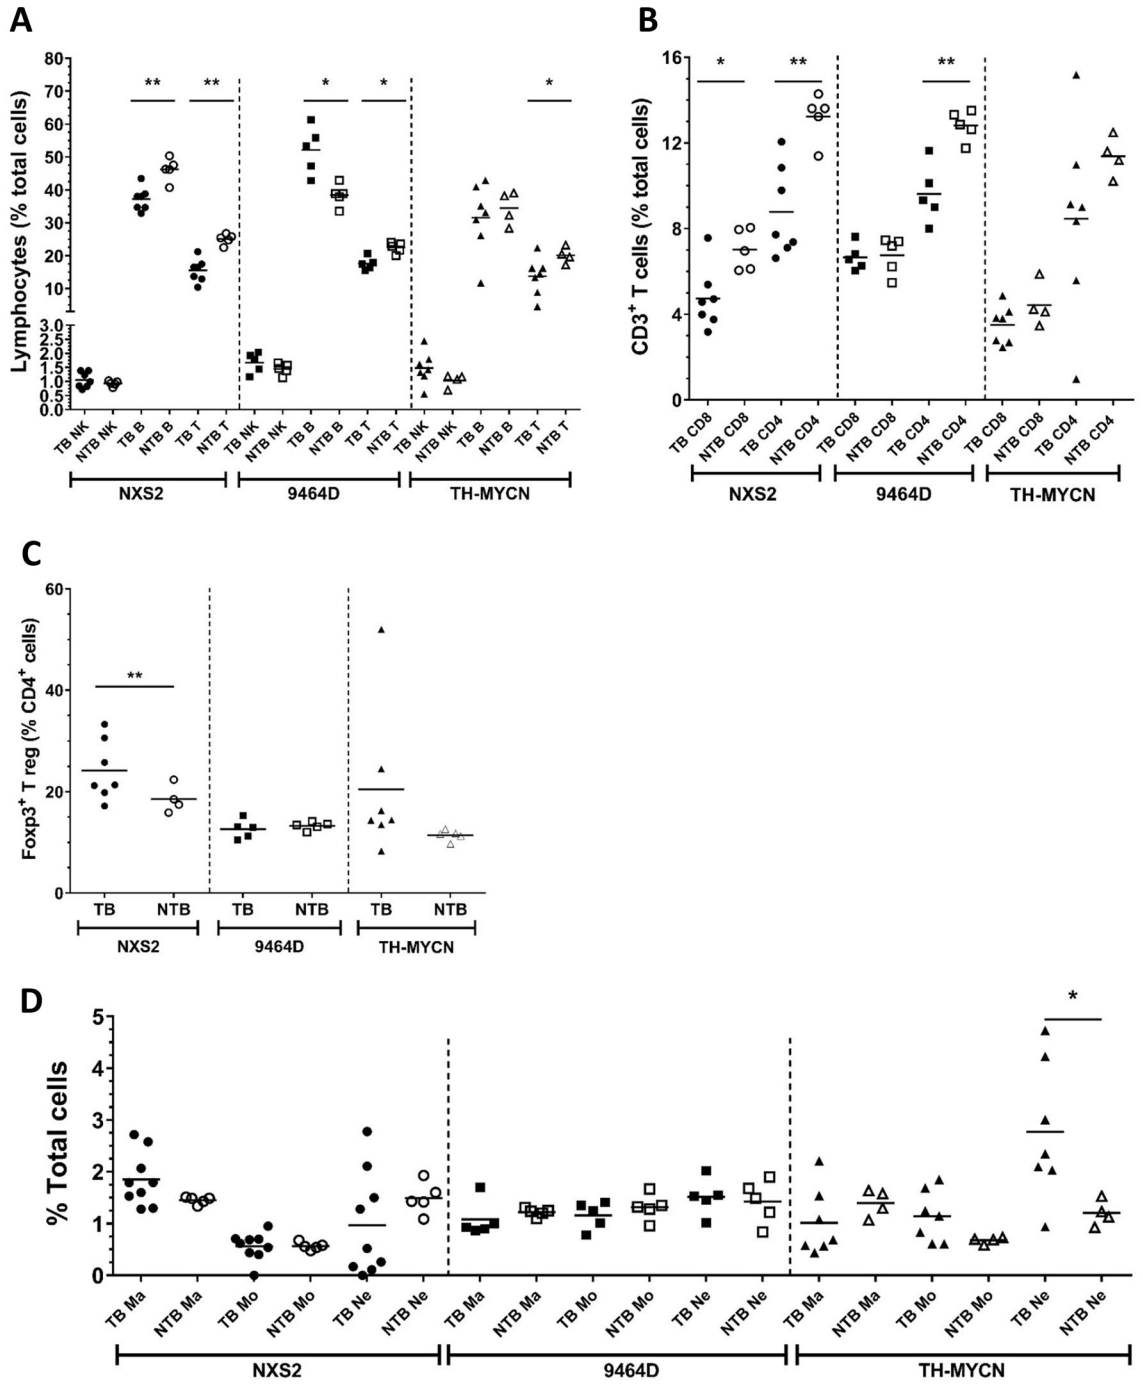 A
Lymphocytes (% total cells)
80
70
60
50
40
30
20
10
3.0
2.5
2.0
1.5
1.0
0.5
0.0
** ** * * *
TB NK NTB NK TB B NTB B TB T NTB T TB NK NTB NK TB B NTB B TB T NTB T TB NK NTB NK TB B NTB B TB T NTB T
NXS2 9464D TH-MYCN
B
CD3+ T cells (% total cells)
16
12
8
4
0
* ** **
TB CD8 NTB CD8 TB CD4 NTB CD4 TB CD8 NTB CD8 TB CD4 NTB CD4 TB CD8 NTB CD8 TB CD4 NTB CD4
NXS2 9464D TH-MYCN
C
Foxp3+ T reg (% CD4+ cells)
60
40
20
0
**
TB NTB TB NTB TB NTB
NXS2 9464D TH-MYCN
D
% Total cells
5
4
3
2
1
0
*
TB Ma NTB Ma TB Mo NTB Mo TB Ne NTB Ne TB Ma NTB Ma TB Mo NTB Mo TB Ne NTB Ne TB Ma NTB Ma TB Mo NTB Mo TB Ne NTB Ne
NXS2 9464D TH-MYCN